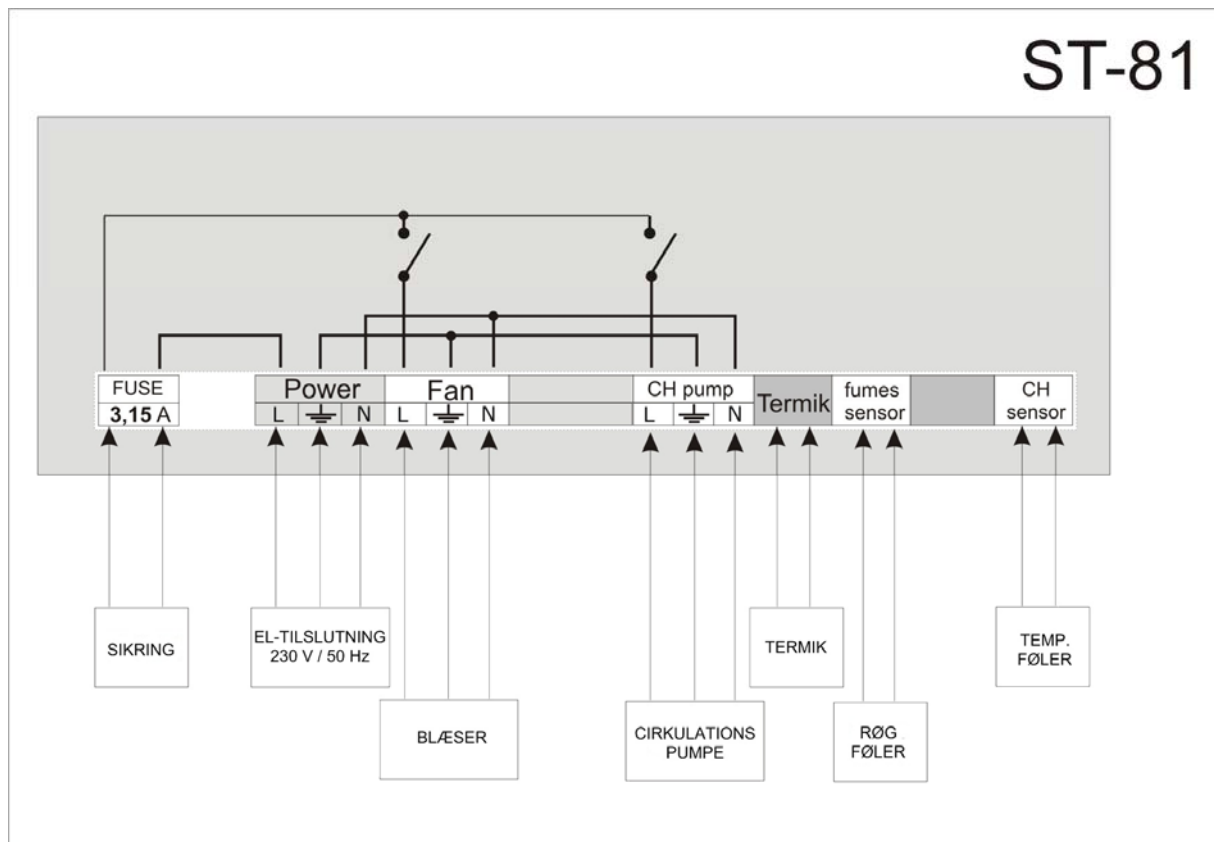 ST-81
FUSE
3,15 A
Power
L N
Fan
L N
CH pump
L N
Termik
fumes
sensor
CH
sensor
SIKRING
EL-TILSLUTNING
230 V / 50 Hz
BLÆSER
CIRKULATIONS
PUMPE
TERMIK
RØG
FØLER
TEMP.
FØLER